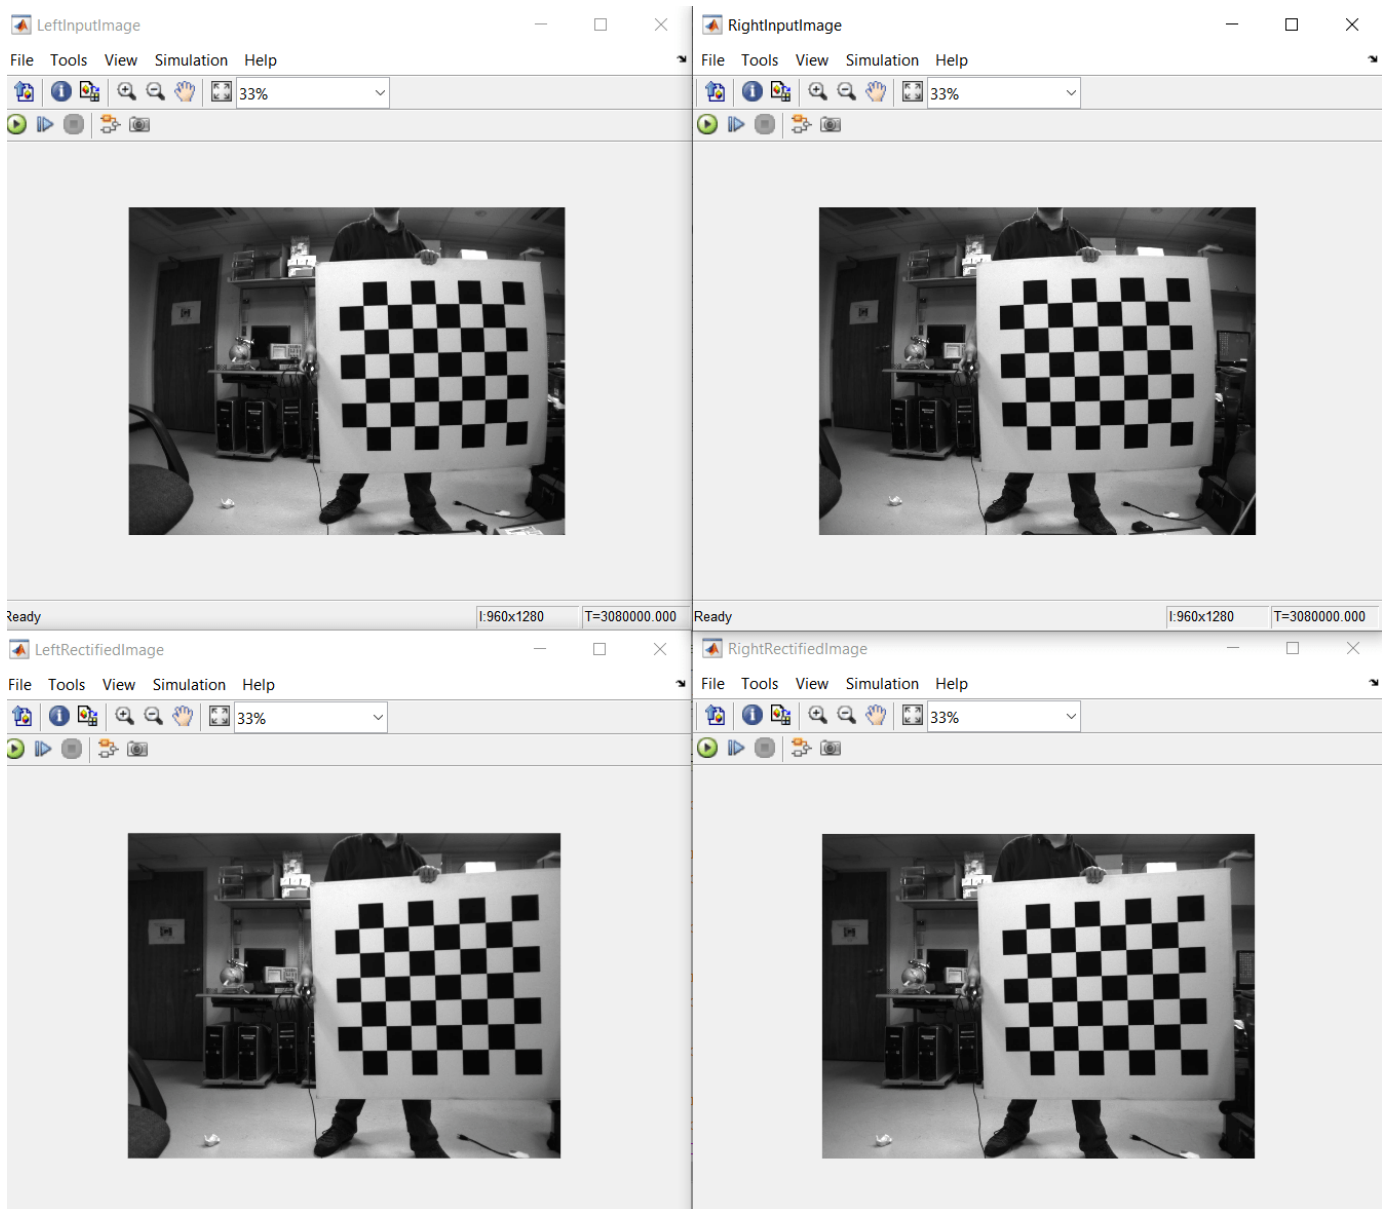 LeftInputImage
File Tools View Simulation Help
33%
Ready I:960x1280 T=3080000.000
RightInputImage
File Tools View Simulation Help
33%
Ready I:960x1280 T=3080000.000
LeftRectifiedImage
File Tools View Simulation Help
33%
RightRectifiedImage
File Tools View Simulation Help
33%